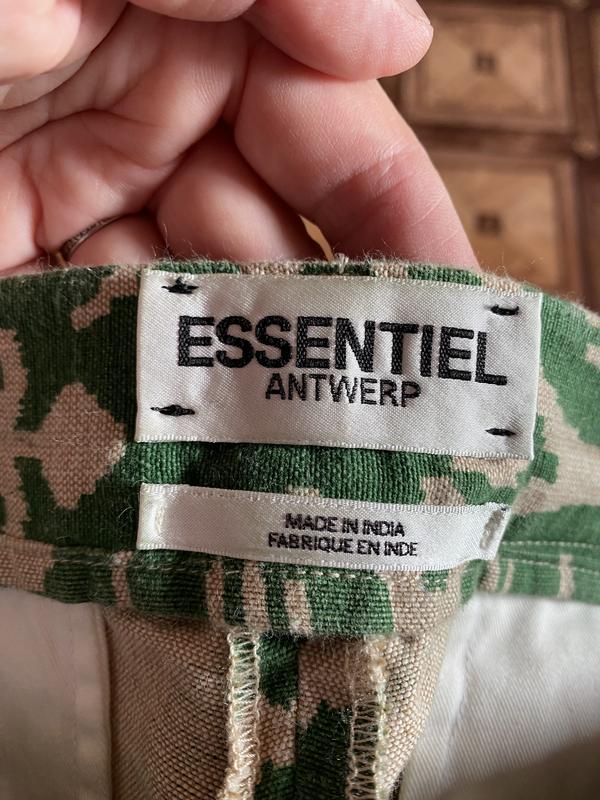 ESSENTIEL
ANTWERP
MADE IN INDIA
FABRIQUE EN INDE